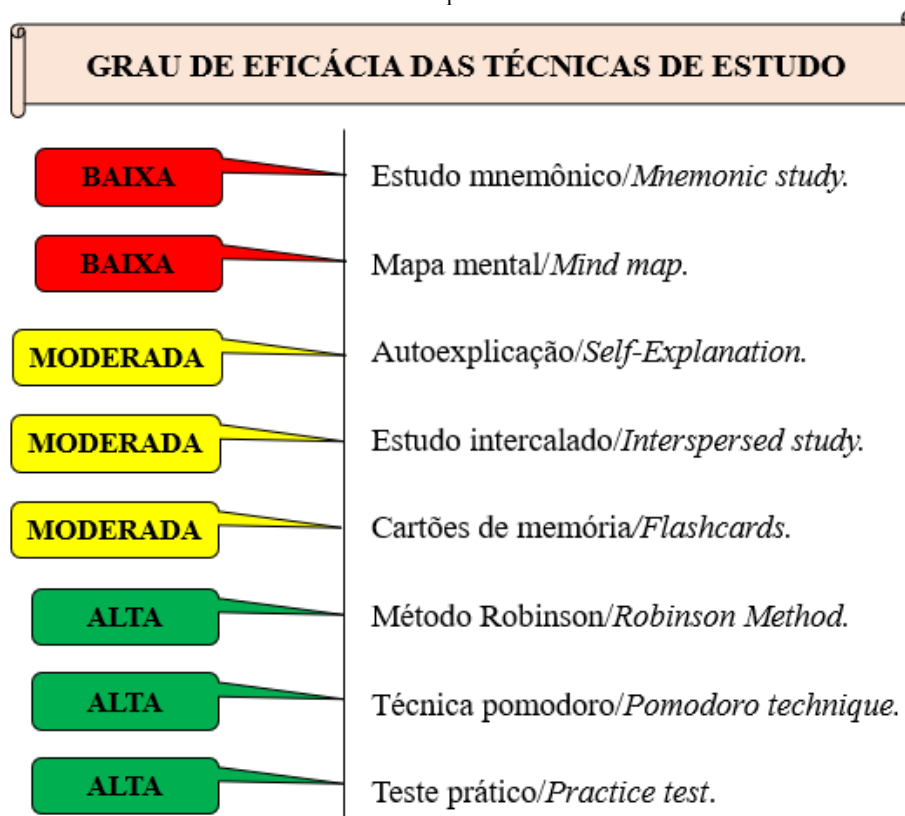 GRAU DE EFICÁCIA DAS TÉCNICAS DE ESTUDO
BAIXA Estudo mnemônico/Mnemonic study.
BAIXA Mapa mental/Mind map.
MODERADA Autoexplicação/Self-Explanation.
MODERADA Estudo intercalado/Interspersed study.
MODERADA Cartões de memória/Flashcards.
ALTA Método Robinson/Robinson Method.
ALTA Técnica pomodoro/Pomodoro technique.
ALTA Teste prático/Practice test.